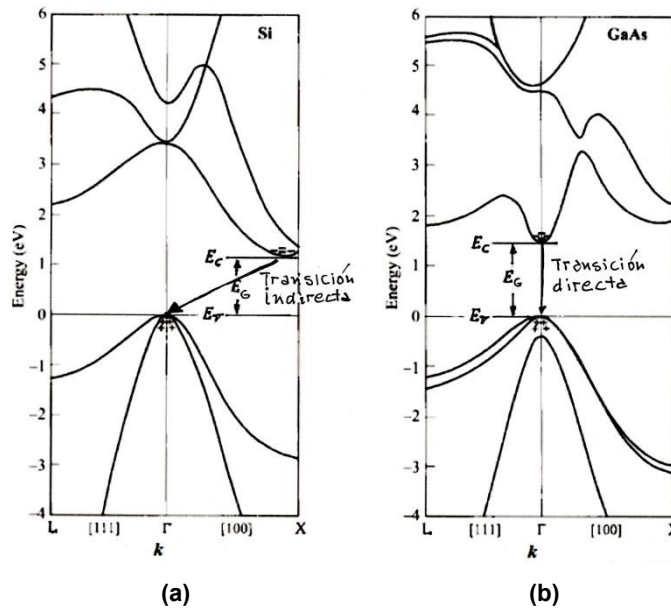 Si
6
5
4
3
2
1
0
-1
-2
-3
-4
Energy (eV)
E_C
E_G
E_V
Transición
indirecta
L [111] Γ [100] X
k
(a)
GaAs
6
5
4
3
2
1
0
-1
-2
-3
-4
Energy (eV)
E_C
E_G
E_V
Transición
directa
L [111] Γ [100] X
k
(b)